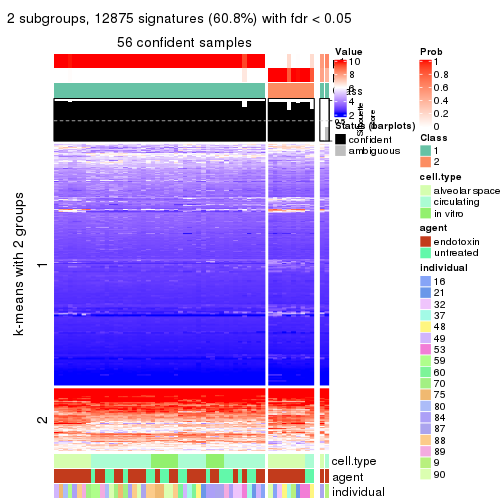 2 subgroups, 12875 signatures (60.8%) with fdr < 0.05
56 confident samples
k-means with 2 groups
1
2
cell.type
agent
individual
Value
10
8
6
4
2
Class
Silhouette
score
Status (barplots)
confident
ambiguous
Prob
1
0.8
0.6
0.4
0.2
0
Class
1
2
cell.type
alveolar space
circulating
in vitro
agent
endotoxin
untreated
individual
16
21
32
37
48
49
53
59
60
70
75
80
84
87
88
89
9
90